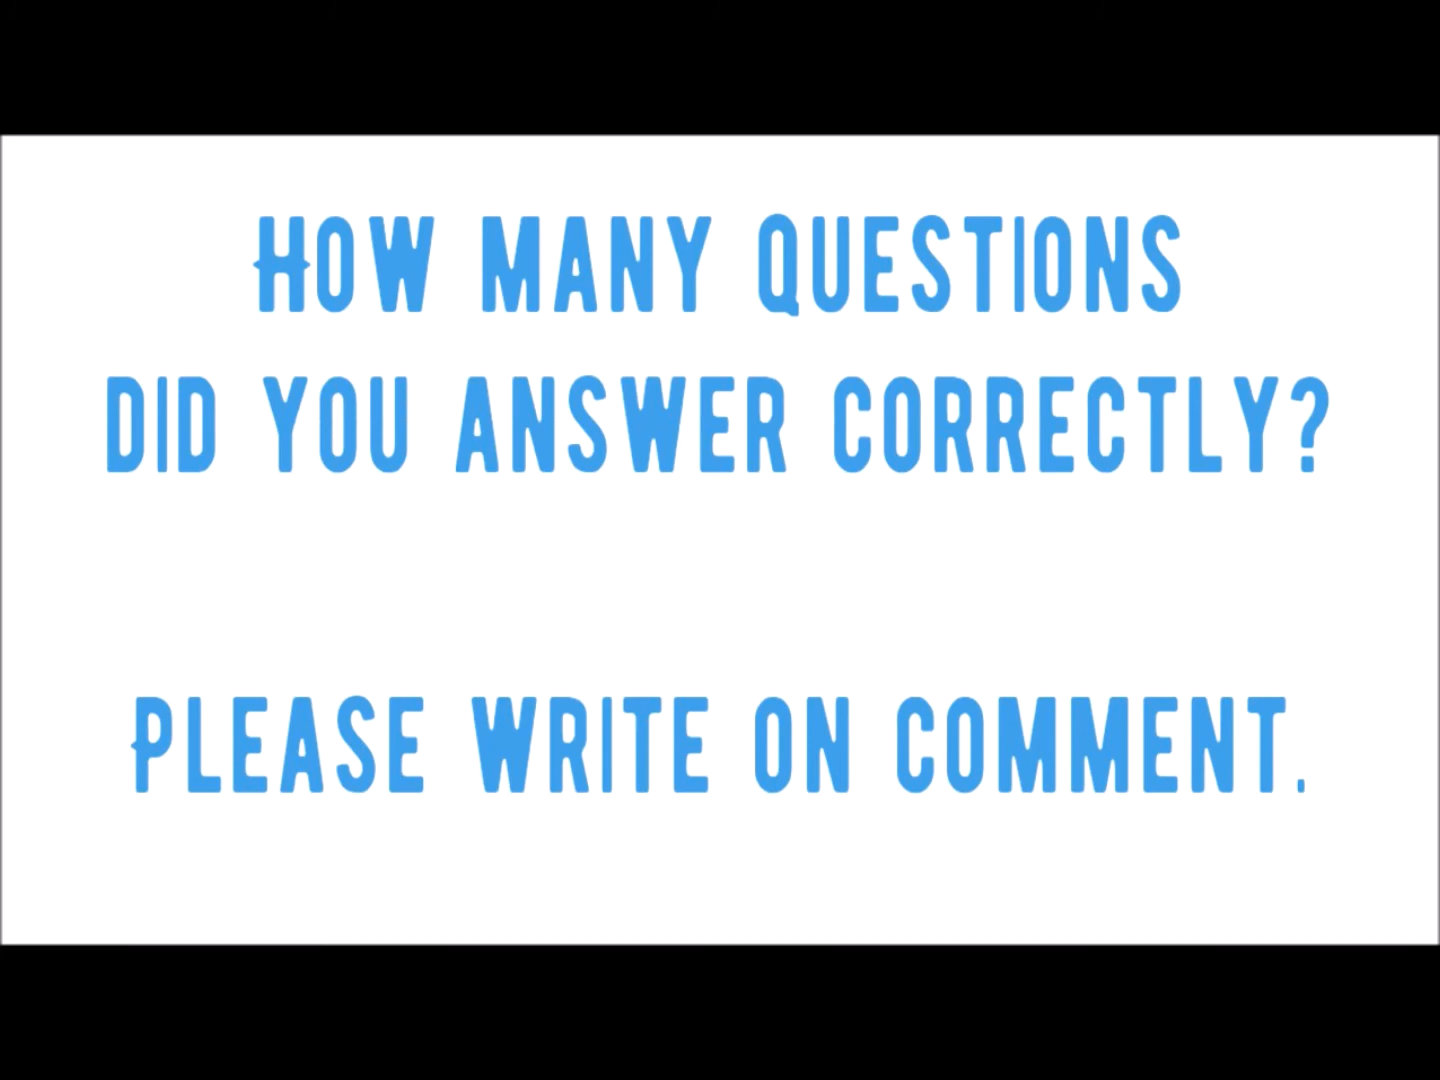 How many questions
did you answer correctly?
Please write on comment.